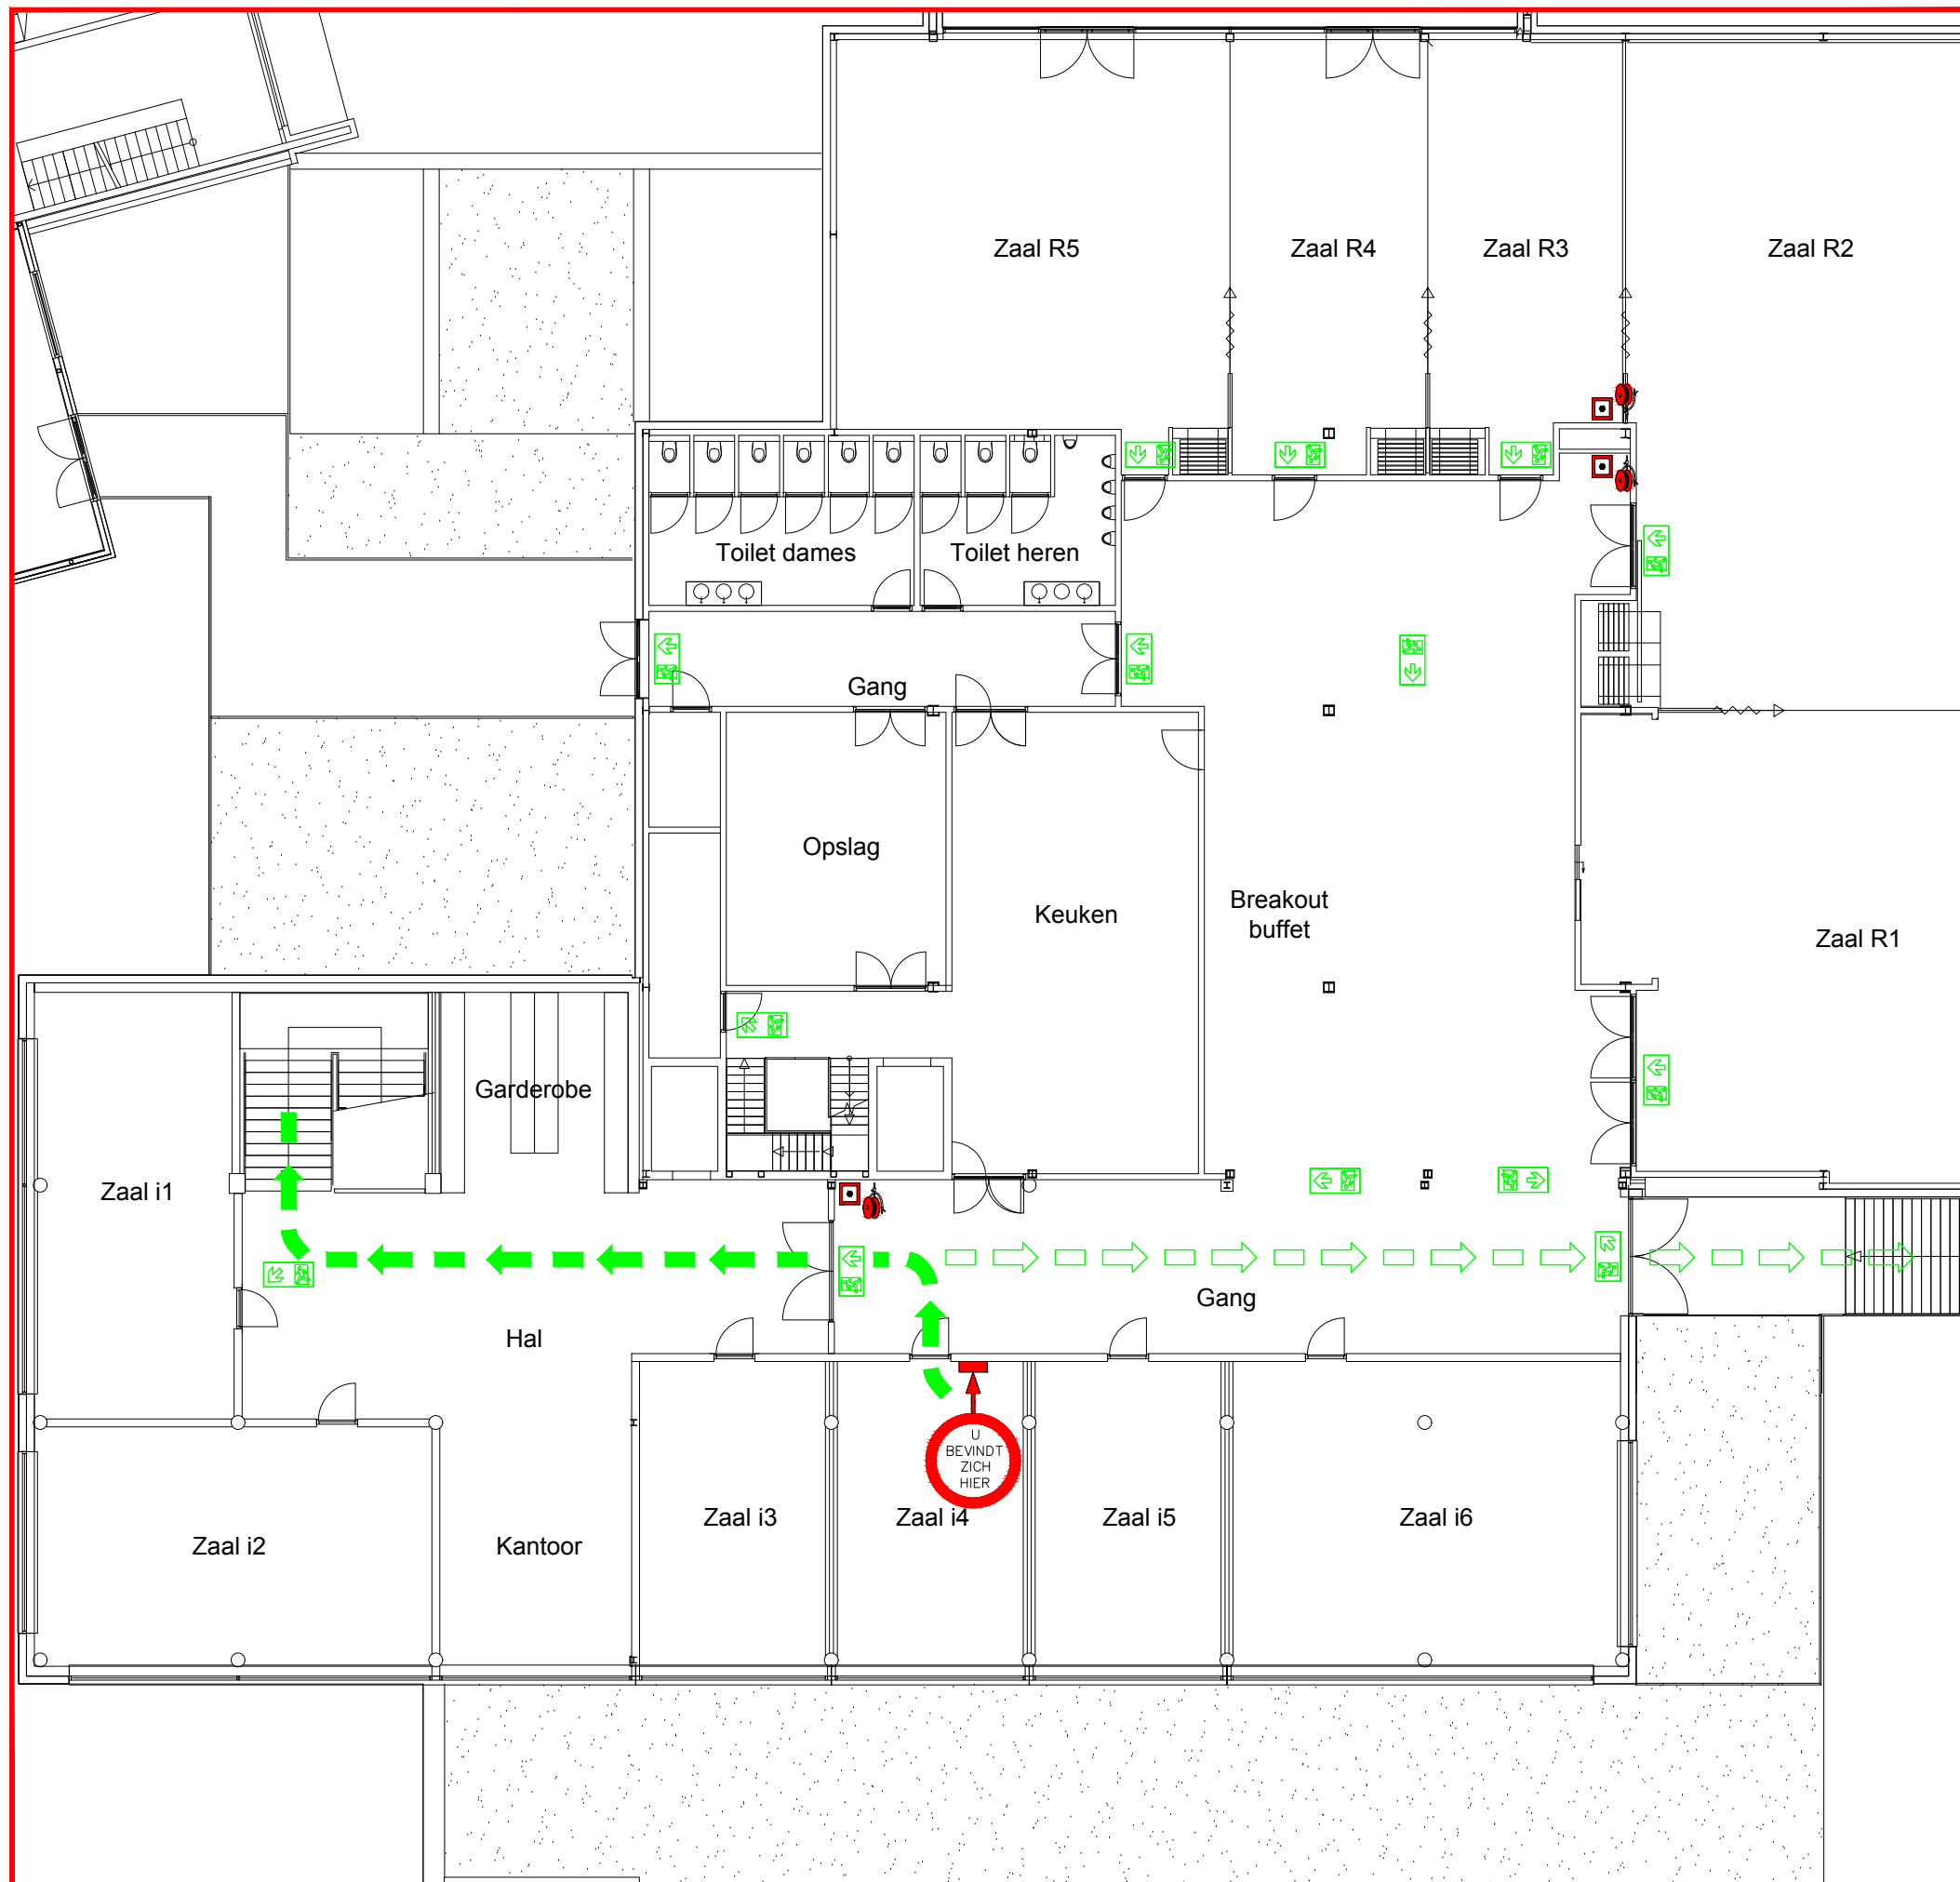 Zaal R5
Zaal R4
Zaal R3
Zaal R2
Toilet dames
Toilet heren
Gang
Opslag
Keuken
Breakout
buffet
Zaal R1
Garderobe
Zaal i1
Gang
Hal
U
BEVINDT
ZICH
HIER
Zaal i3
Zaal i4
Zaal i5
Zaal i6
Zaal i2
Kantoor